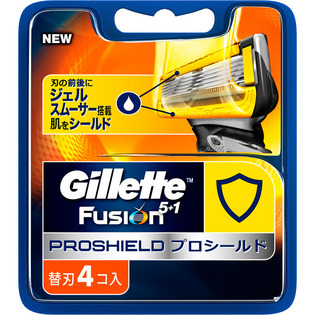 NEW
刃の前後に
ジェル
スムーサー搭載
肌をシールド
Gillette™
Fusion
5+1
PROSHIELD プロシールド
替刃4コ入